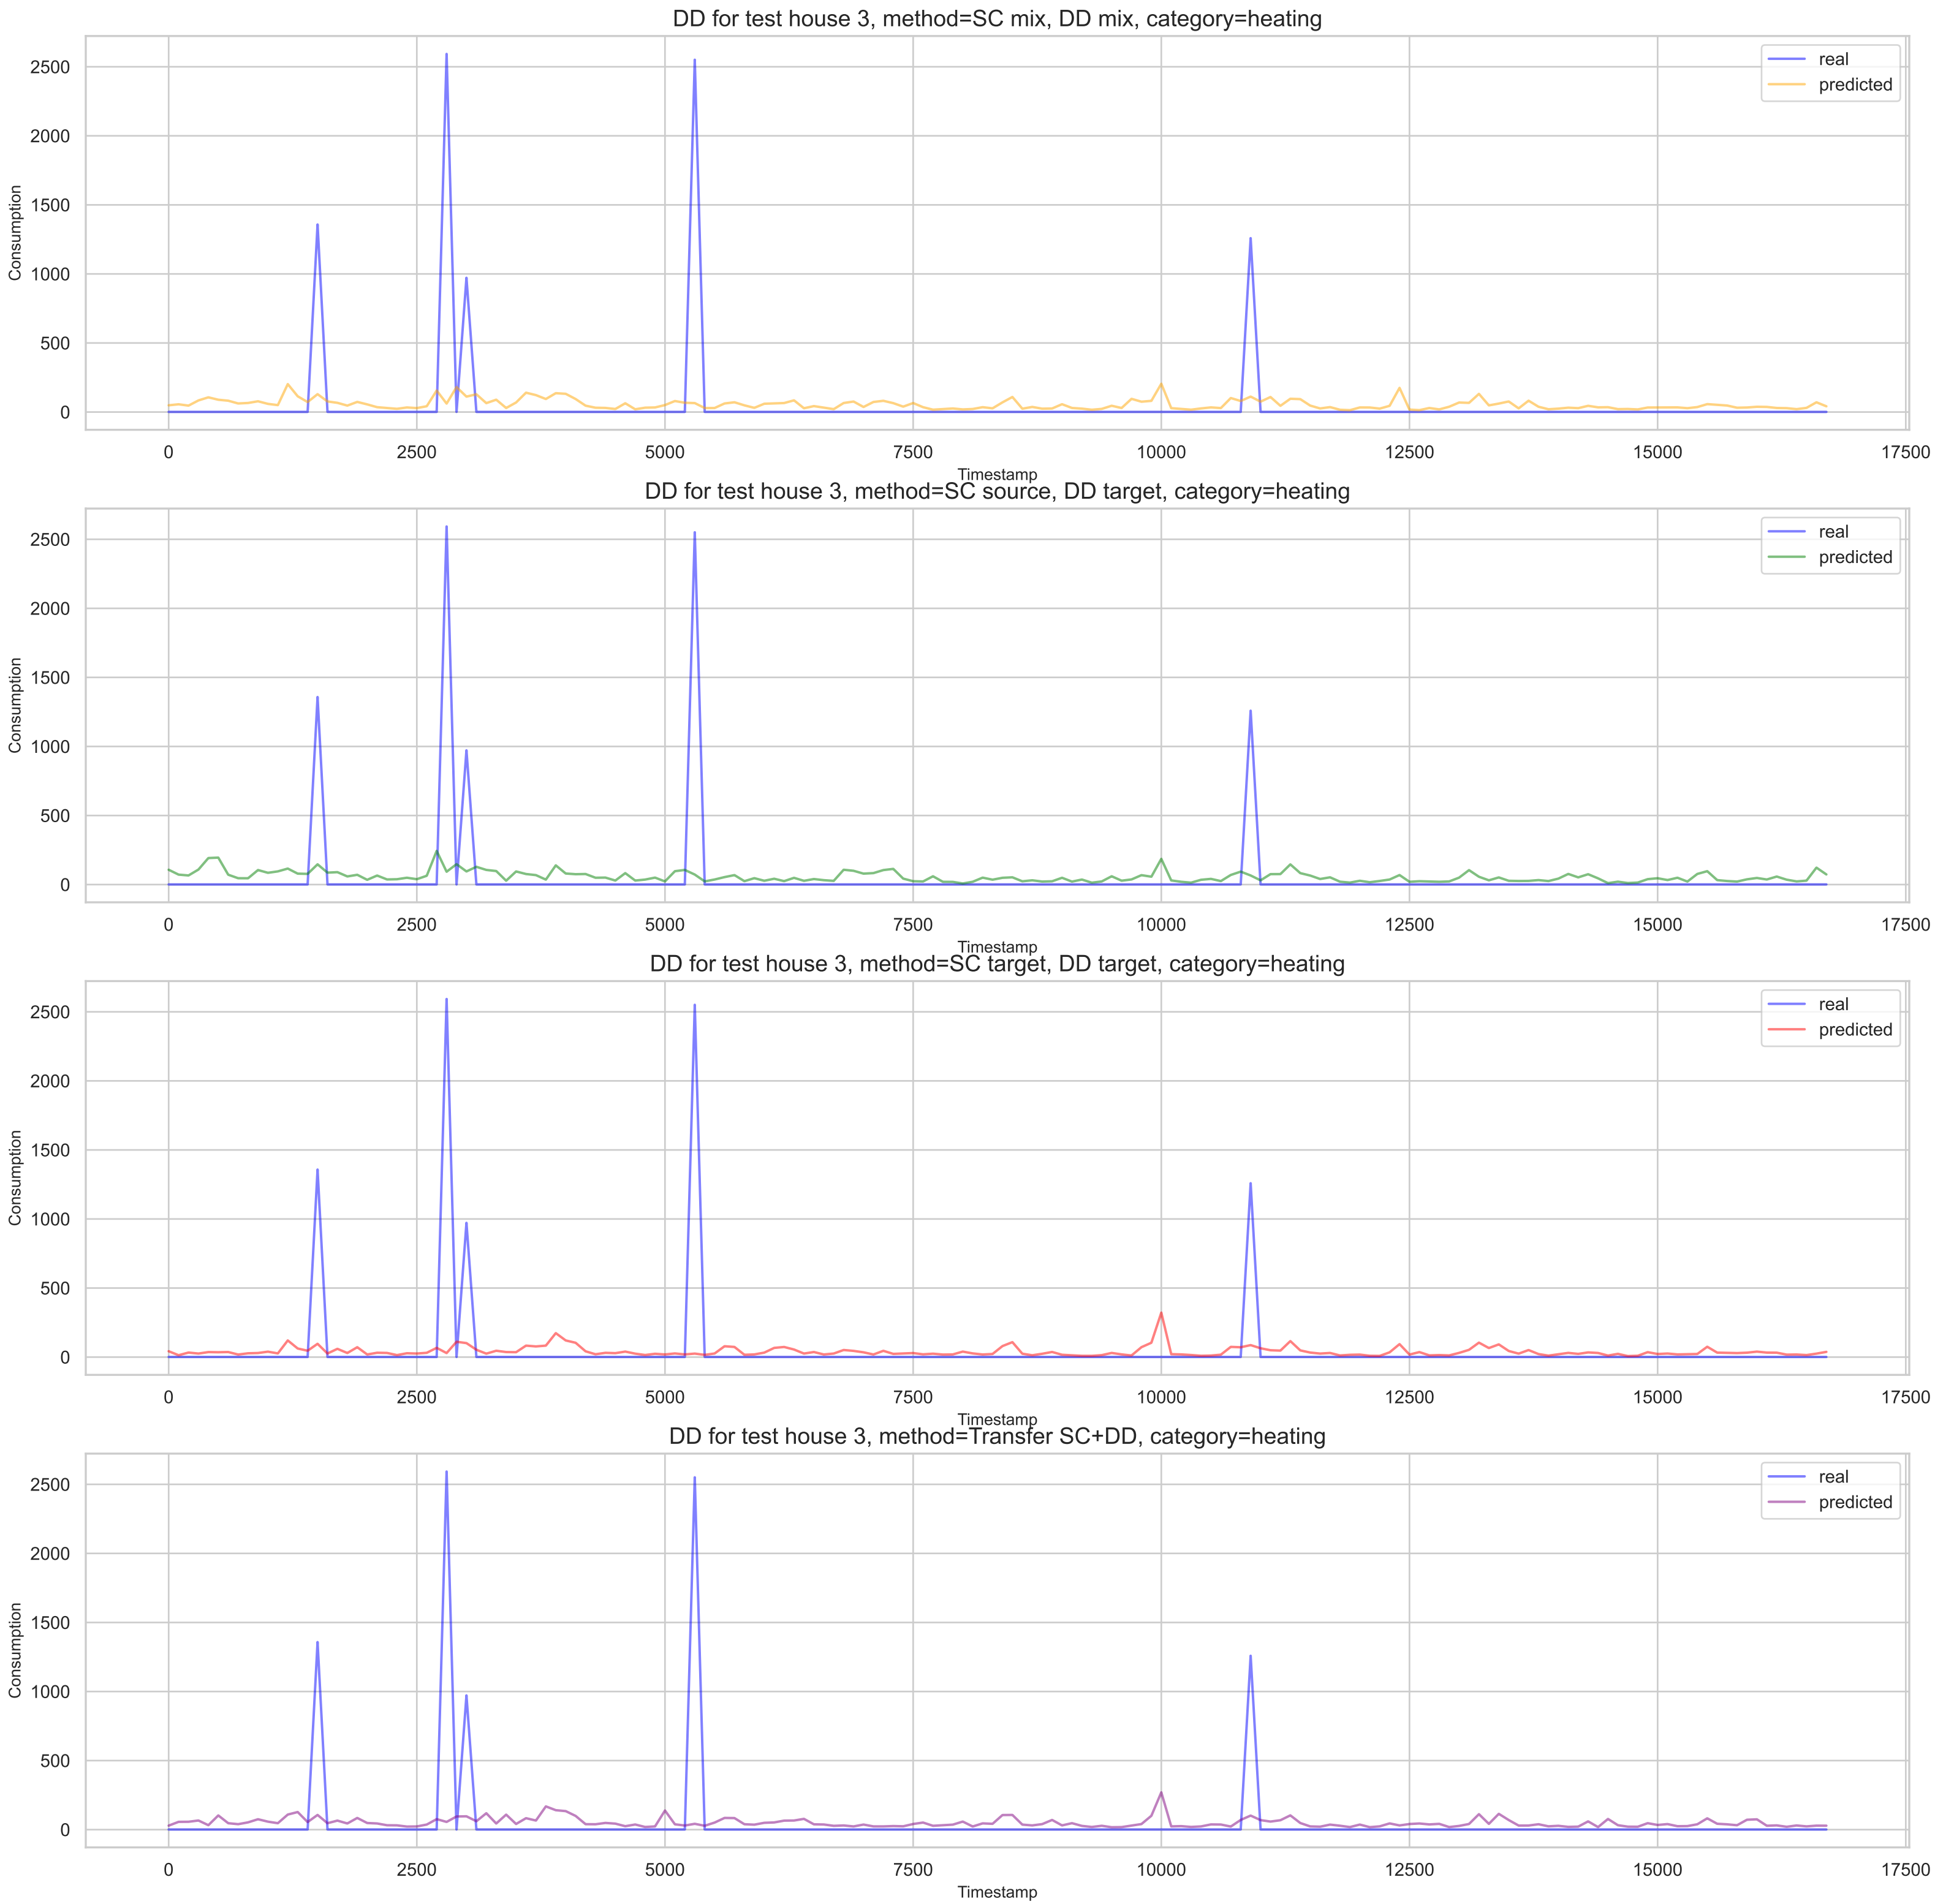 DD for test house 3, method=SC mix, DD mix, category=heating
real
predicted
2500
2000
1500
1000
500
0
Consumption
0 2500 5000 7500 10000 12500 15000 17500
Timestamp
DD for test house 3, method=SC source, DD target, category=heating
real
predicted
2500
2000
1500
1000
500
0
Consumption
0 2500 5000 7500 10000 12500 15000 17500
Timestamp
DD for test house 3, method=SC target, DD target, category=heating
real
predicted
2500
2000
1500
1000
500
0
Consumption
0 2500 5000 7500 10000 12500 15000 17500
Timestamp
DD for test house 3, method=Transfer SC+DD, category=heating
real
predicted
2500
2000
1500
1000
500
0
Consumption
0 2500 5000 7500 10000 12500 15000 17500
Timestamp